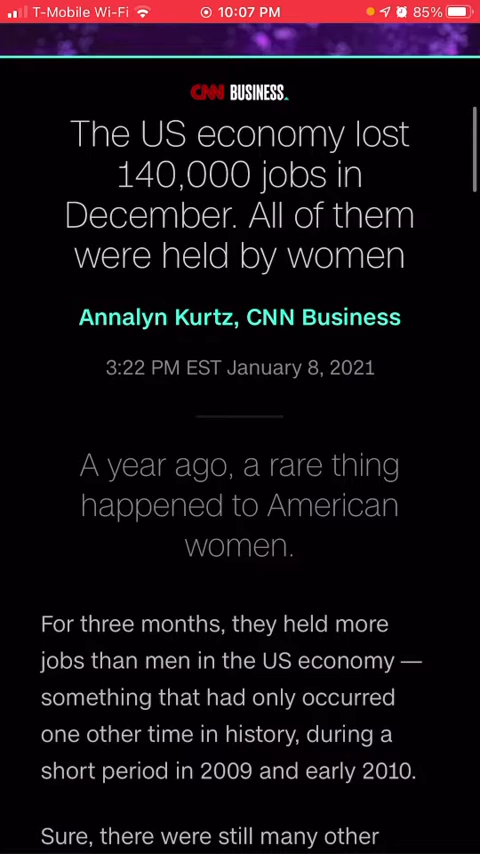 T-Mobile Wi-Fi 10:07 PM 85%
CNN BUSINESS
The US economy lost
140,000 jobs in
December. All of them
were held by women
Annalyn Kurtz, CNN Business
3:22 PM EST January 8, 2021
A year ago, a rare thing
happened to American
women.
For three months, they held more
jobs than men in the US economy —
something that had only occurred
one other time in history, during a
short period in 2009 and early 2010.
Sure, there were still many other